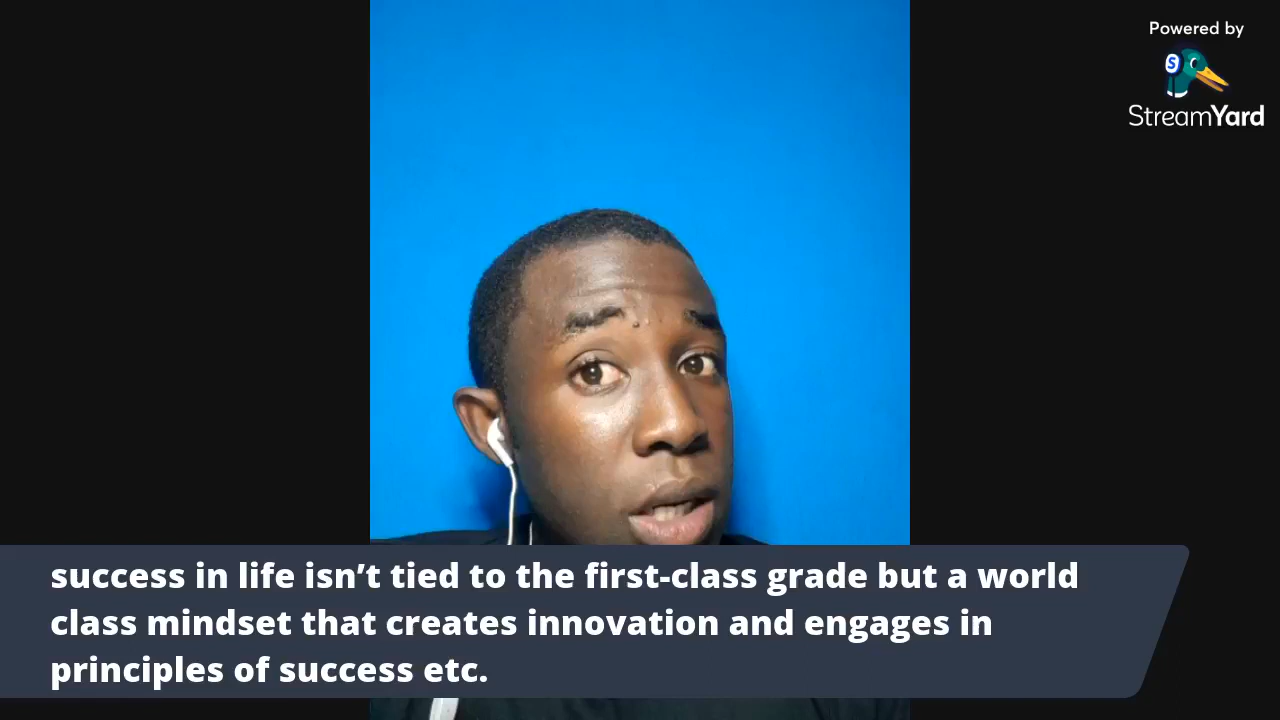 Powered by
S
StreamYard
success in life isn’t tied to the first-class grade but a world
class mindset that creates innovation and engages in
principles of success etc.